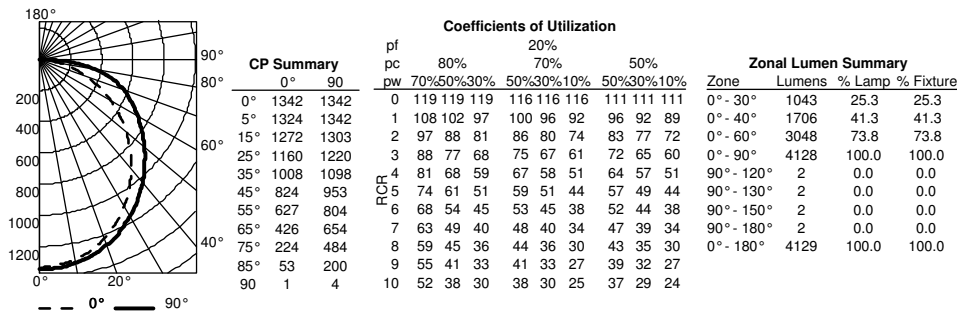 180°
90°
80°
60°
40°
200
400
600
800
1000
1200
0° 20°
0° 90°
CP Summary
0° 90
0° 1342 1342
5° 1324 1342
15° 1272 1303
25° 1160 1220
35° 1008 1098
45° 824 953
55° 627 804
65° 426 654
75° 224 484
85° 53 200
90 1 4
Coefficients of Utilization
pf 20%
pc 80% 70% 50%
pw 70%50%30% 50%30%10% 50%30%10%
RCR
0 119 119 119 116 116 116 111 111 111
1 108 102 97 100 96 92 96 92 89
2 97 88 81 86 80 74 83 77 72
3 88 77 68 75 67 61 72 65 60
4 81 68 59 67 58 51 64 57 51
5 74 61 51 59 51 44 57 49 44
6 68 54 45 53 45 38 52 44 38
7 63 49 40 48 40 34 47 39 34
8 59 45 36 44 36 30 43 35 30
9 55 41 33 41 33 27 39 32 27
10 52 38 30 38 30 25 37 29 24
Zonal Lumen Summary
Zone Lumens % Lamp % Fixture
0° - 30° 1043 25.3 25.3
0° - 40° 1706 41.3 41.3
0° - 60° 3048 73.8 73.8
0° - 90° 4128 100.0 100.0
90° - 120° 2 0.0 0.0
90° - 130° 2 0.0 0.0
90° - 150° 2 0.0 0.0
90° - 180° 2 0.0 0.0
0° - 180° 4129 100.0 100.0